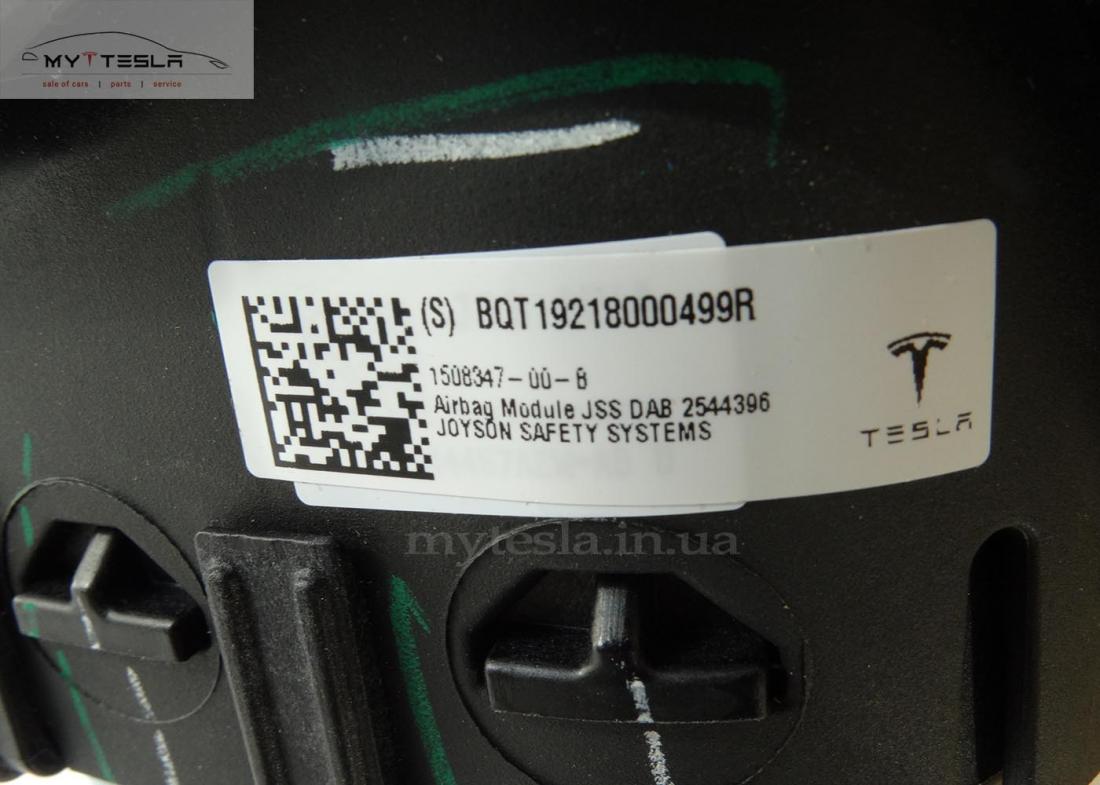 MYTTESLA
sale of cars | parts | service
(S) BQT19218000499R
1508347-00-B
Airbag Module JSS DAB 2544396
JOYSON SAFETY SYSTEMS
TESLA
mytesla.in.ua